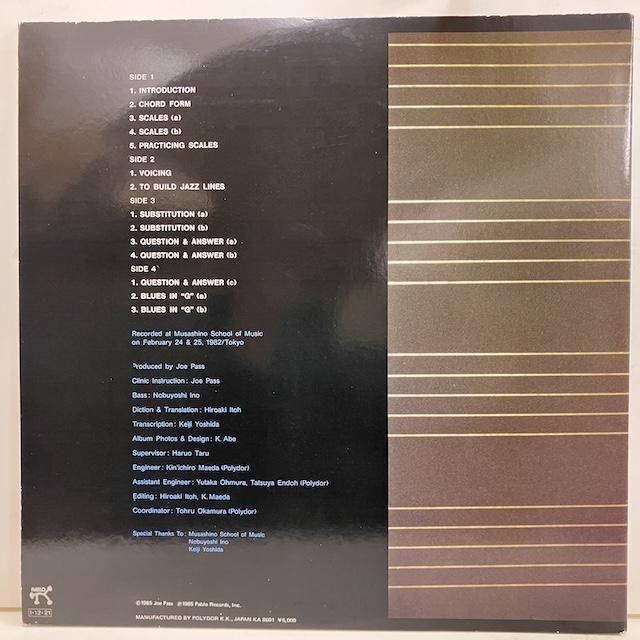 SIDE 1
1. INTRODUCTION
2. CHORD FORM
3. SCALES (a)
4. SCALES (b)
5. PRACTICING SCALES
SIDE 2
1. VOICING
2. TO BUILD JAZZ LINES
SIDE 3
1. SUBSTITUTION (a)
2. SUBSTITUTION (b)
3. QUESTION & ANSWER (a)
4. QUESTION & ANSWER (b)
SIDE 4
1. QUESTION & ANSWER (c)
2. BLUES IN "G" (a)
3. BLUES IN "G" (b)
Recorded at Musashino School of Music
on February 24 & 25, 1982/Tokyo
Produced by Joe Pass
Clinic Instruction: Joe Pass
Bass: Nobuyoshi Ino
Diction & Translation: Hiroaki Itoh
Transcription: Keiji Yoshida
Album Photos & Design: K. Abe
Supervisor: Haruo Taru
Engineer: Kin'ichiro Maeda (Polydor)
Assistant Engineer: Yutaka Ohmura, Tatsuya Endoh (Polydor)
Editing: Hiroaki Itoh, K. Maeda
Coordinator: Tohru Okamura (Polydor)
Special Thanks To: Musashino School of Music
Nobuyoshi Ino
Keiji Yoshida
PABLO
I-12-21
©1985 Joe Pass ℗1985 Pablo Records, Inc.
MANUFACTURED BY POLYDOR K.K., JAPAN KA 8601 ¥5,000